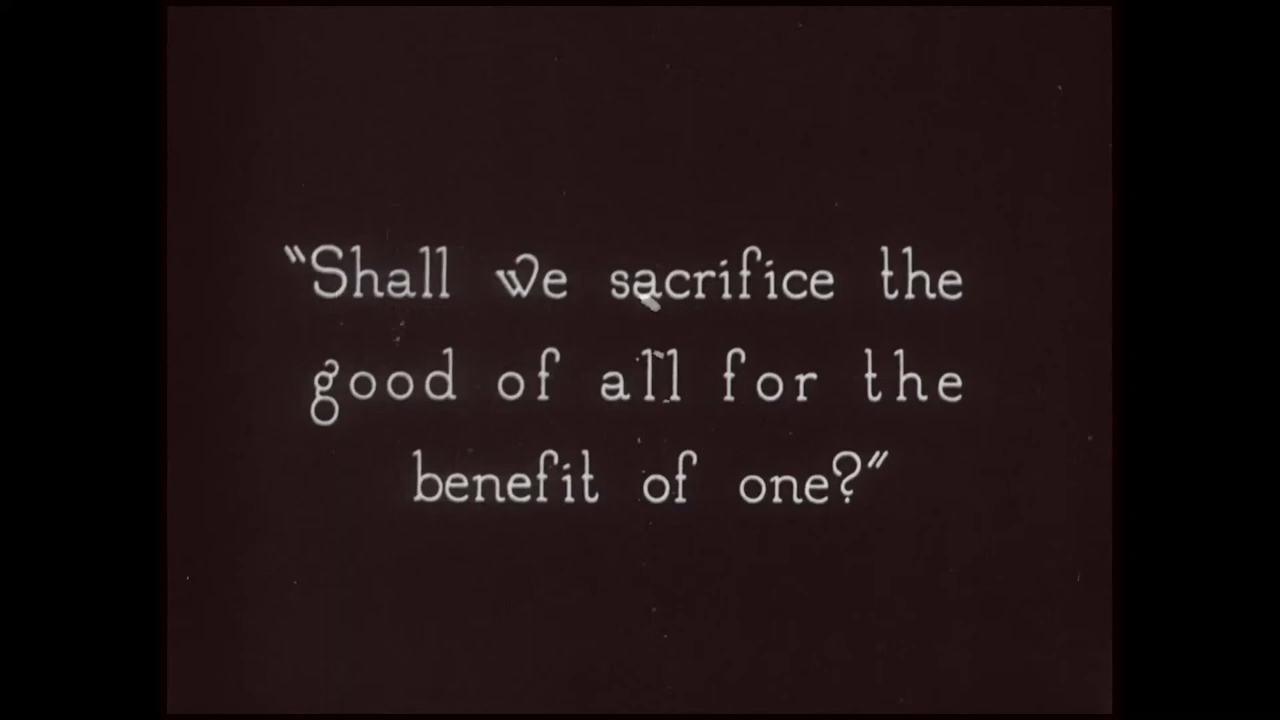 “Shall we sacrifice the
good of all for the
benefit of one?”